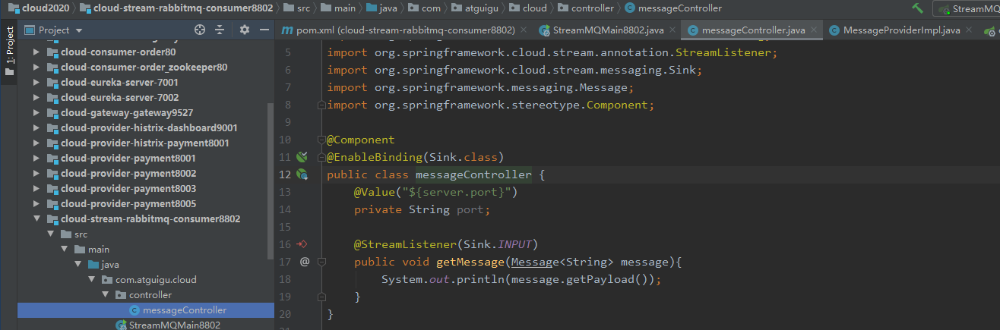 cloud2020 cloud-stream-rabbitmq-consumer8802 src main java com atguigu cloud controller messageController StreamMQ
1: Project
Project
cloud-consumer-order80
cloud-consumer-order_zookeeper80
cloud-eureka-server-7001
cloud-eureka-server-7002
cloud-gateway-gateway9527
cloud-provider-histrix-dashboard9001
cloud-provider-histrix-payment8001
cloud-provider-payment8001
cloud-provider-payment8002
cloud-provider-payment8003
cloud-provider-payment8005
cloud-stream-rabbitmq-consumer8802
src
main
java
com.atguigu.cloud
controller
messageController
StreamMQMain8802
pom.xml (cloud-stream-rabbitmq-consumer8802) StreamMQMain8802.java messageController.java MessageProviderImpl.java
5 import org.springframework.cloud.stream.annotation.StreamListener;
6 import org.springframework.cloud.stream.messaging.Sink;
7 import org.springframework.messaging.Message;
8 import org.springframework.stereotype.Component;
9
10 @Component
11 @EnableBinding(Sink.class)
12 public class messageController {
13 @Value("${server.port}")
14 private String port;
15
16 @StreamListener(Sink.INPUT)
17 @ public void getMessage(Message<String> message){
18 System.out.println(message.getPayload());
19 }
20 }